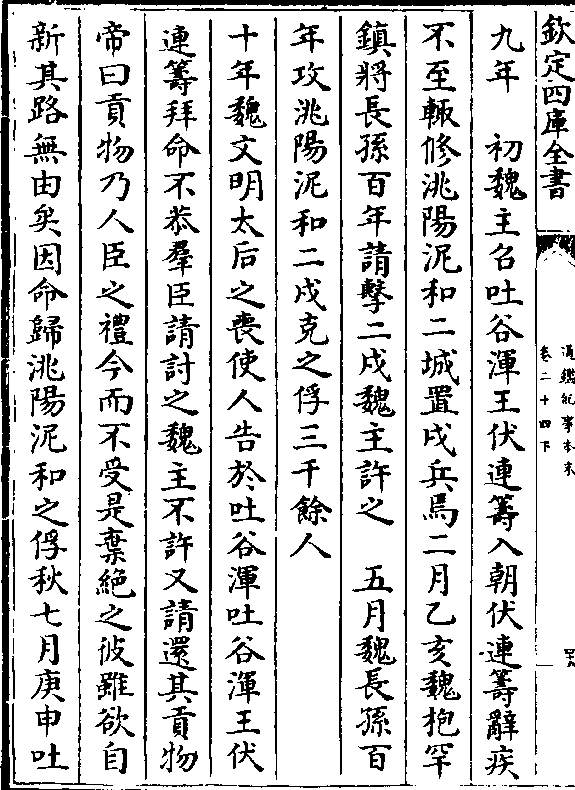 欽定四庫全書
通鑑紀事本末
卷二十四下
九年　初魏主召吐谷渾王伏連籌入朝伏連籌辭疾
不至輒修洮陽泥和二城置戍兵焉二月乙亥魏枹罕
鎮將長孫百年請擊二戍魏主許之　五月魏長孫百
年攻洮陽泥和二戍克之俘三千餘人
十年魏文明太后之喪使人告於吐谷渾吐谷渾王伏
連籌拜命不恭羣臣請討之魏主不許又請還其貢物
帝曰貢物乃人臣之禮今而不受是棄絶之彼雖欲自
新其路無由矣因命歸洮陽泥和之俘秋七月庚申吐